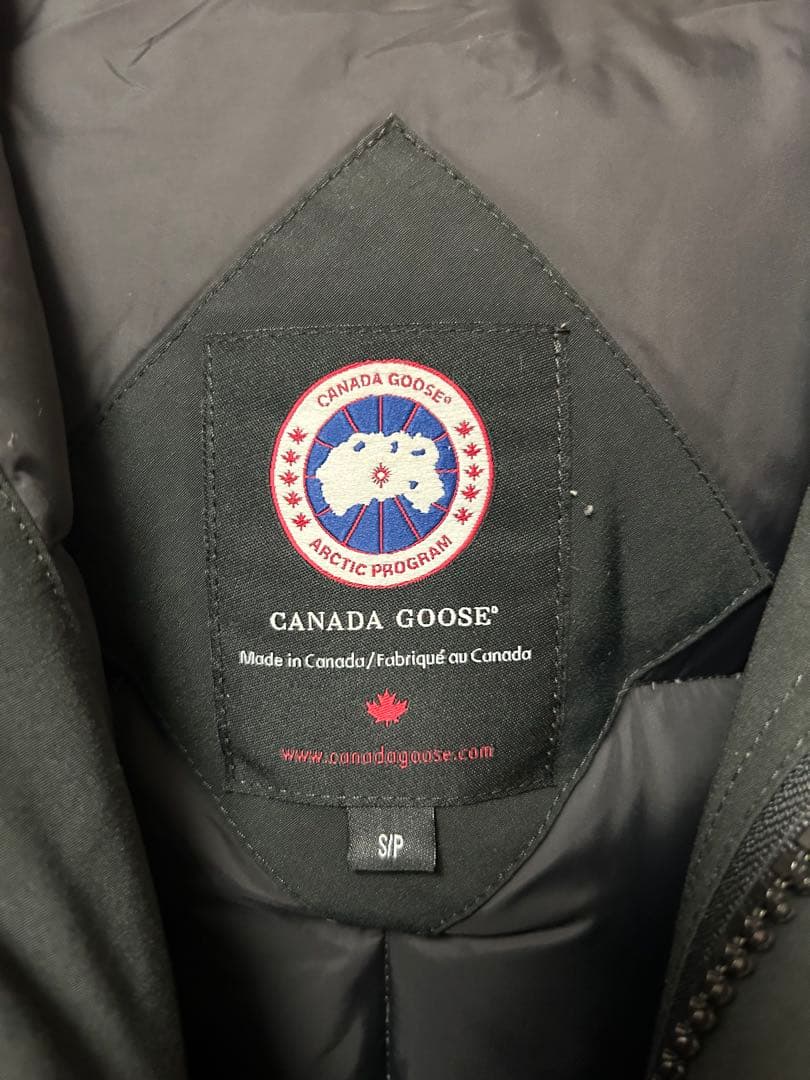 CANADA GOOSE®
ARCTIC PROGRAM
CANADA GOOSE®
Made in Canada/Fabriqué au Canada
www.canadagoose.com
S/P